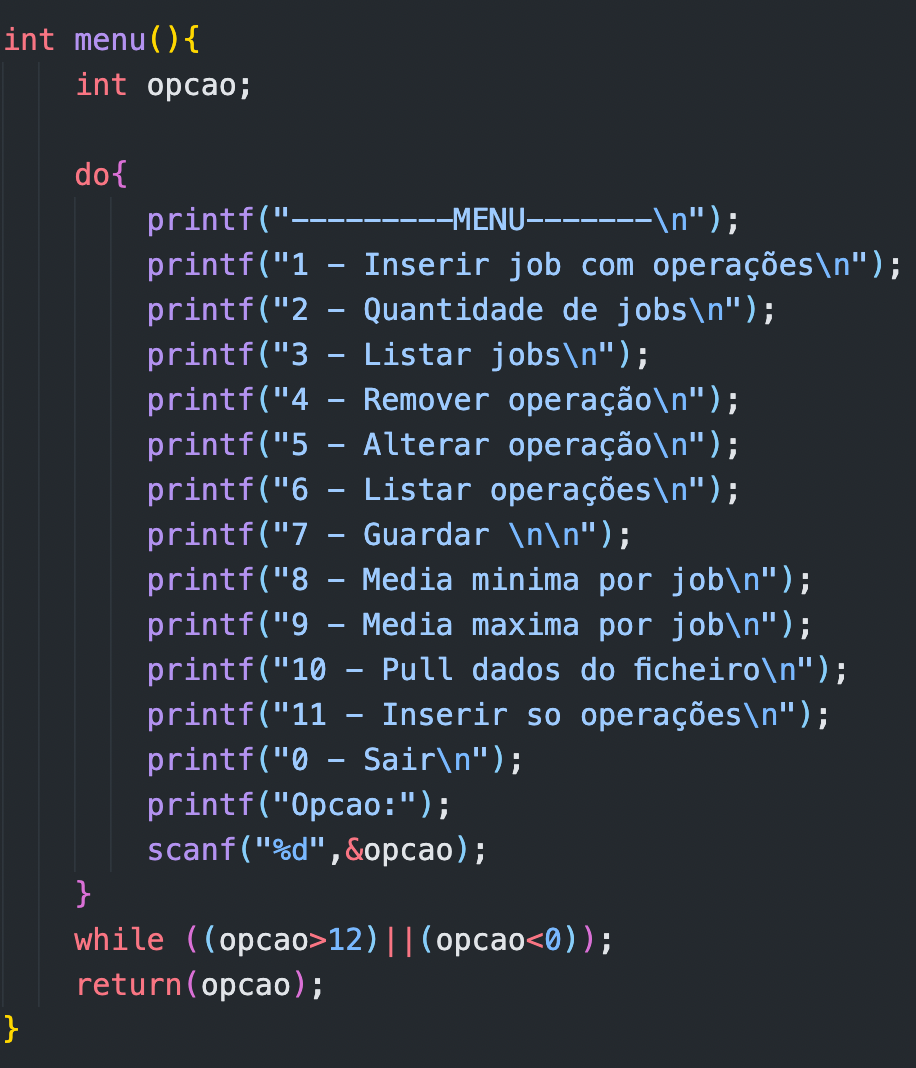 int menu(){
    int opcao;

    do{
        printf("---------MENU-------\n");
        printf("1 - Inserir job com operações\n");
        printf("2 - Quantidade de jobs\n");
        printf("3 - Listar jobs\n");
        printf("4 - Remover operação\n");
        printf("5 - Alterar operação\n");
        printf("6 - Listar operações\n");
        printf("7 - Guardar \n\n");
        printf("8 - Media minima por job\n");
        printf("9 - Media maxima por job\n");
        printf("10 - Pull dados do ficheiro\n");
        printf("11 - Inserir so operações\n");
        printf("0 - Sair\n");
        printf("Opcao:");
        scanf("%d",&opcao);
    }
    while ((opcao>12)||(opcao<0));
    return(opcao);
}